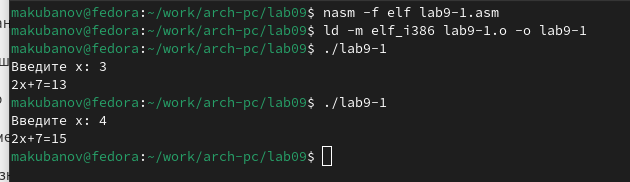 makubanov@fedora:~/work/arch-pc/lab09$ nasm -f elf lab9-1.asm
makubanov@fedora:~/work/arch-pc/lab09$ ld -m elf_i386 lab9-1.o -o lab9-1
makubanov@fedora:~/work/arch-pc/lab09$ ./lab9-1
Введите x: 3
2x+7=13
makubanov@fedora:~/work/arch-pc/lab09$ ./lab9-1
Введите x: 4
2x+7=15
makubanov@fedora:~/work/arch-pc/lab09$